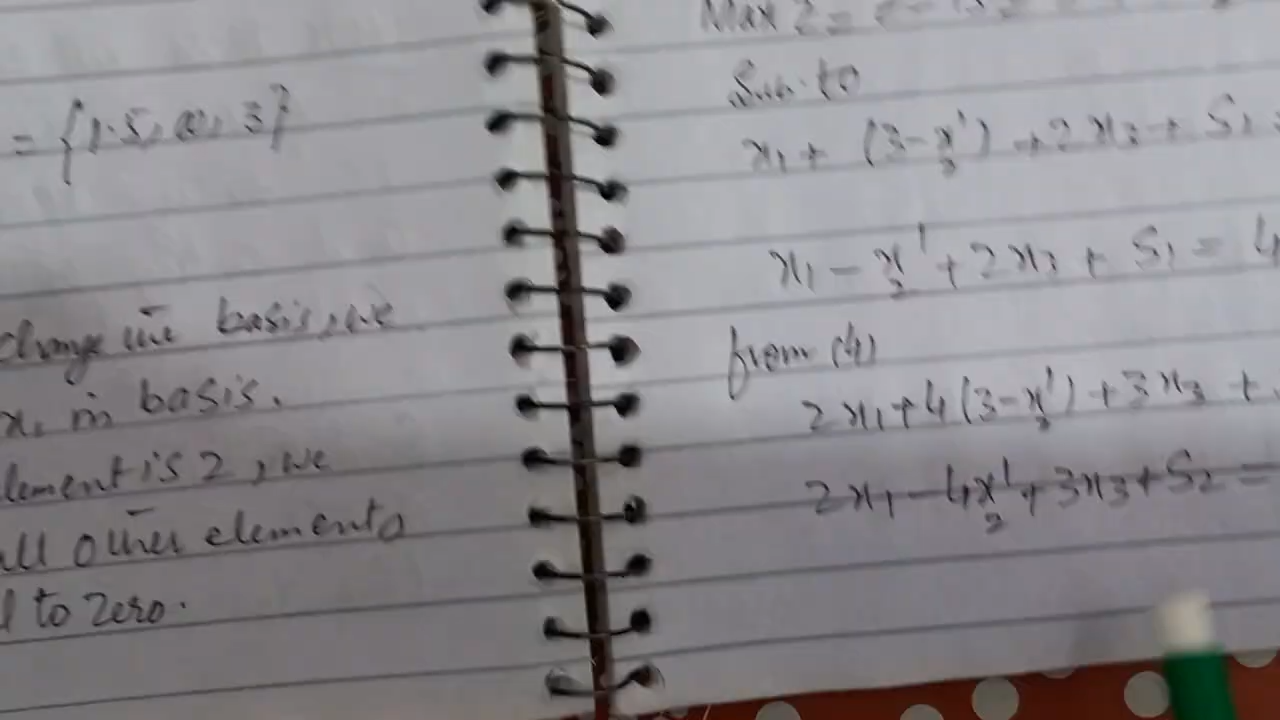 = {1.5, ∞, 3}
change the basis, we
x₁ in basis.
element is 2, we
all other elements
to zero.
Max Z =
Sub. to
x₁ + (3-x₂') + 2x₃ + S₁
x₁ - x₂' + 2x₃ + S₁ = 4
from (4)
2x₁ + 4(3-x₂') + 3x₃ +
2x₁ - 4x₂' + 3x₃ + S₂ =